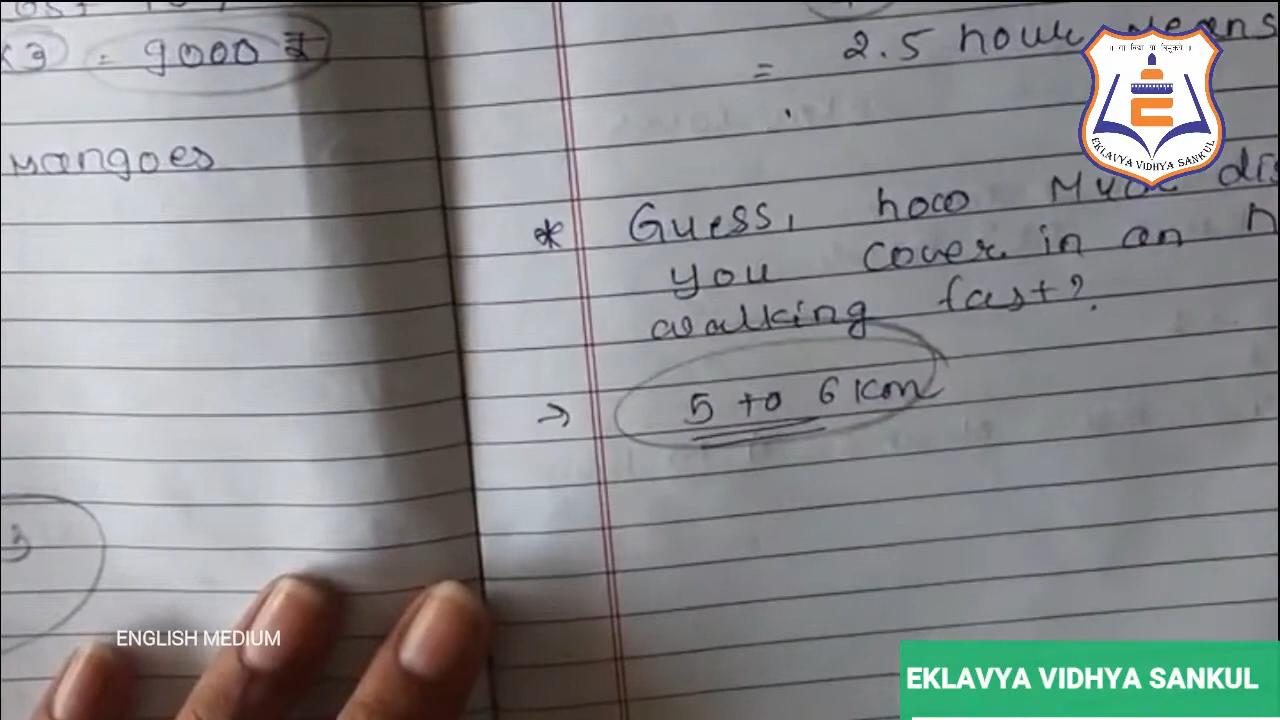 = 9000 ₹
Mangoes
= 2.5 hour
* Guess, how Much
you cover in an
walking fast?
→ 5 to 6 Km
EKLAVYA VIDHYA SANKUL
ENGLISH MEDIUM
EKLAVYA VIDHYA SANKUL